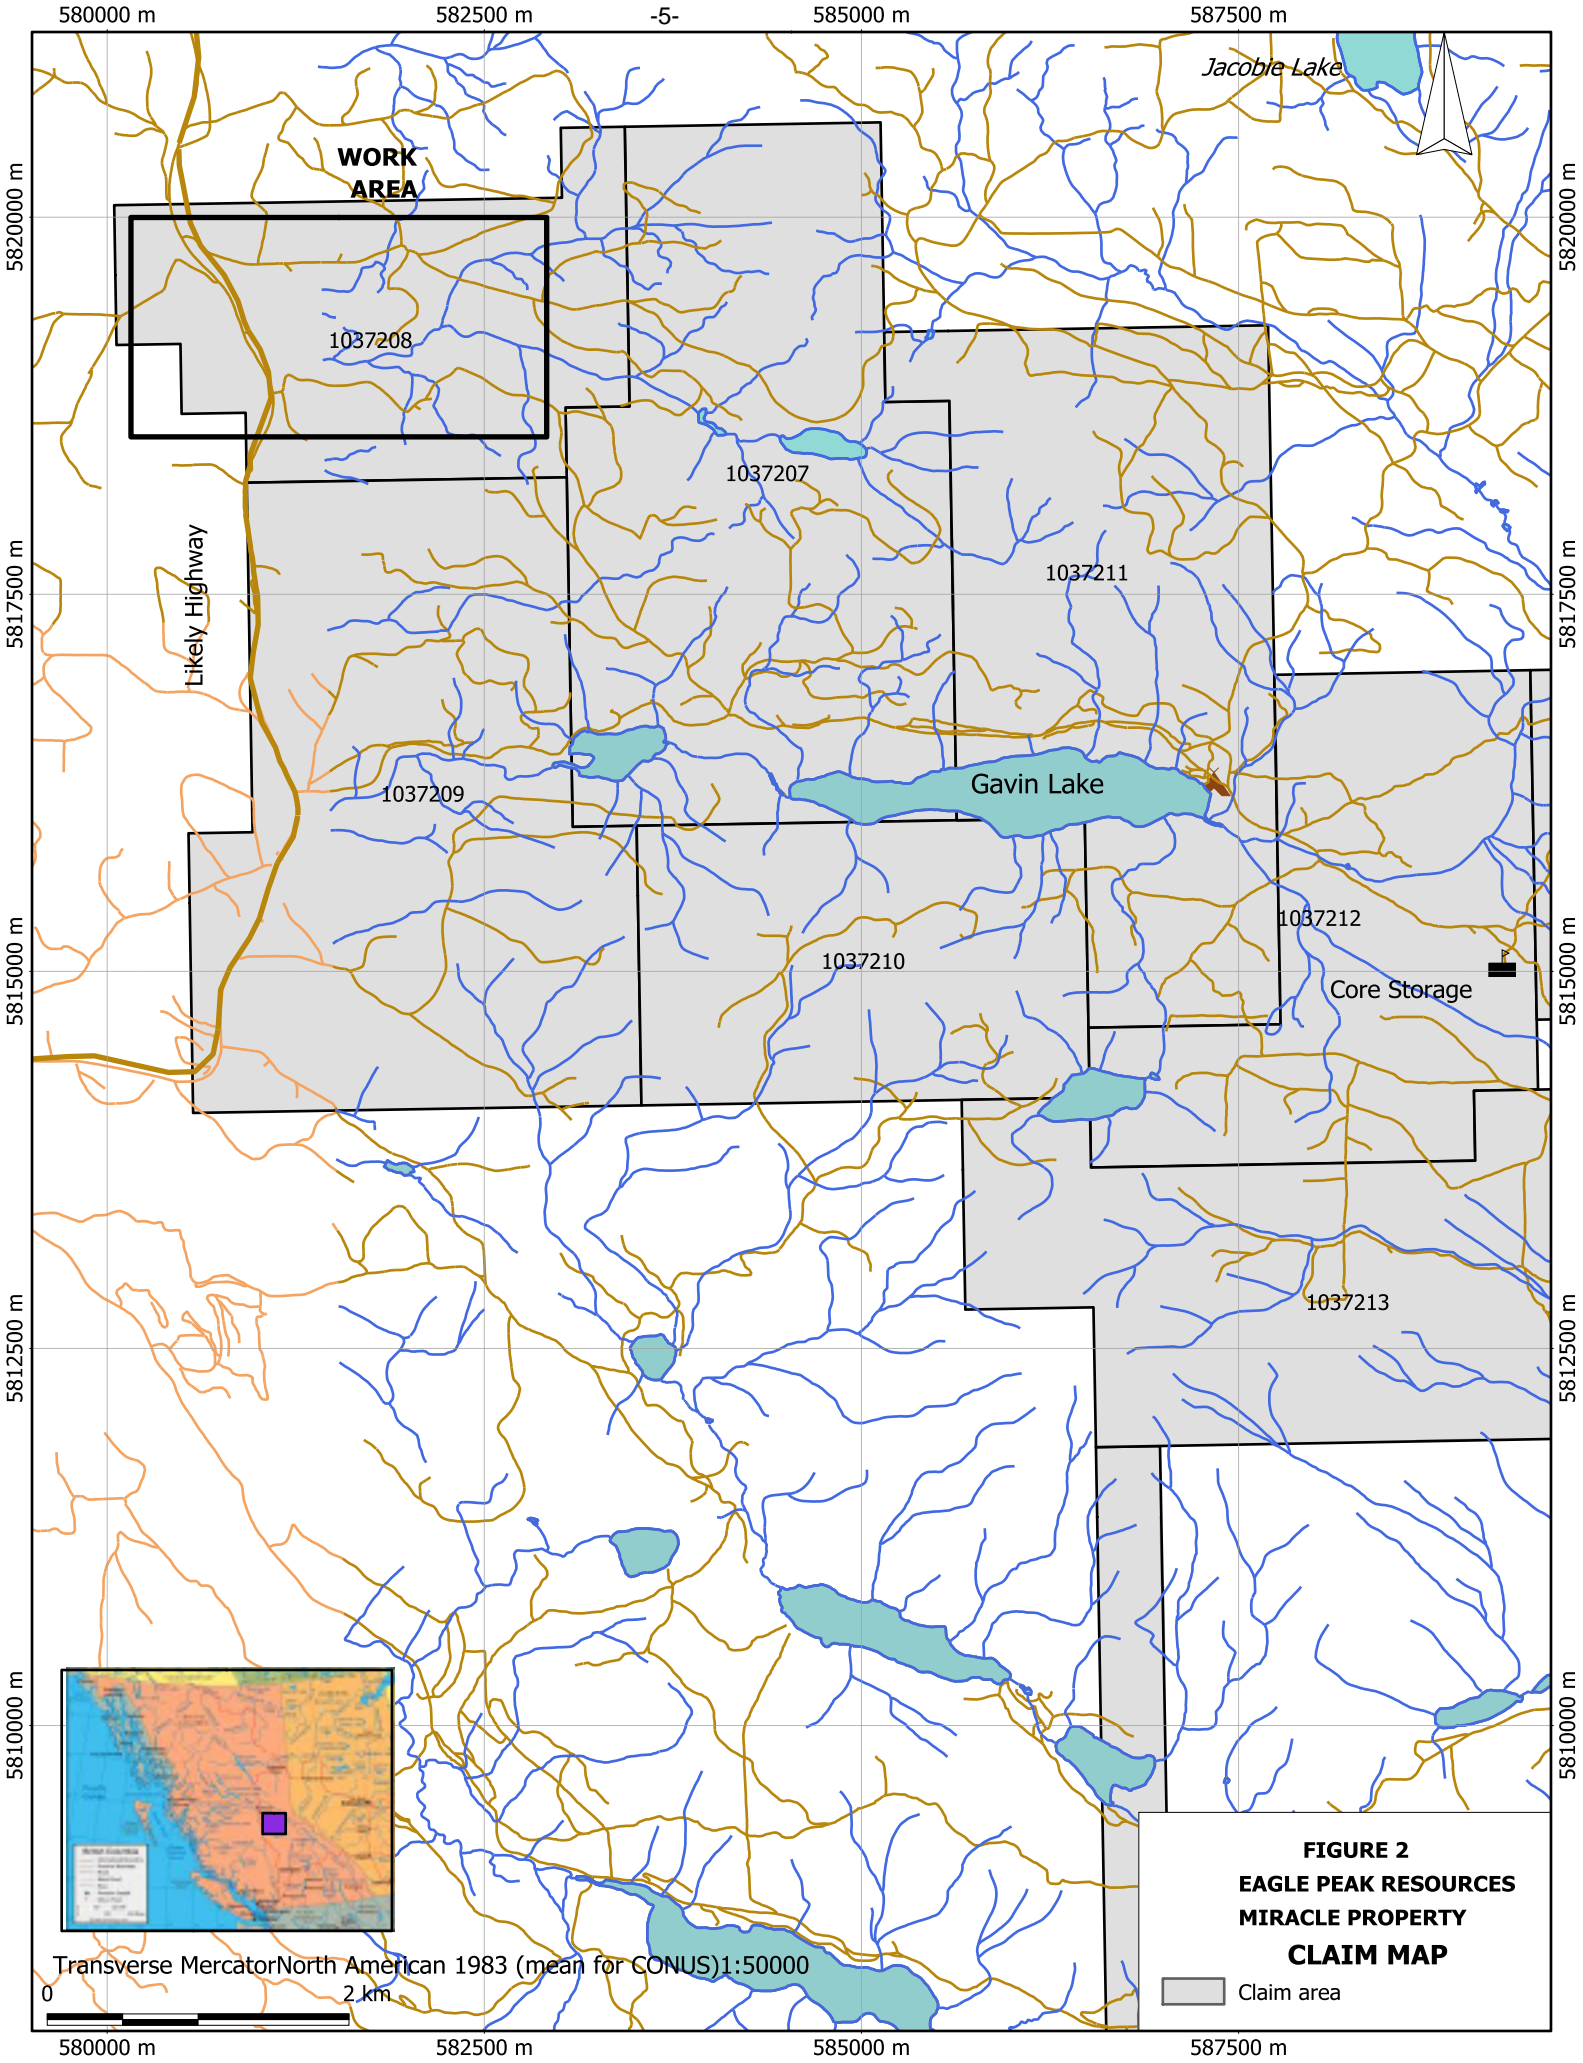 580000 m
582500 m
-5-
585000 m
587500 m
Jacobie Lake
WORK
AREA
5820000 m
5820000 m
1037208
1037207
5817500 m
5817500 m
Likely Highway
1037211
Gavin Lake
1037209
1037212
1037210
5815000 m
5815000 m
Core Storage
1037213
5812500 m
5812500 m
5810000 m
5810000 m
FIGURE 2
EAGLE PEAK RESOURCES
MIRACLE PROPERTY
CLAIM MAP
Claim area
Transverse MercatorNorth American 1983 (mean for CONUS)1:50000
0
2 km
580000 m
582500 m
585000 m
587500 m